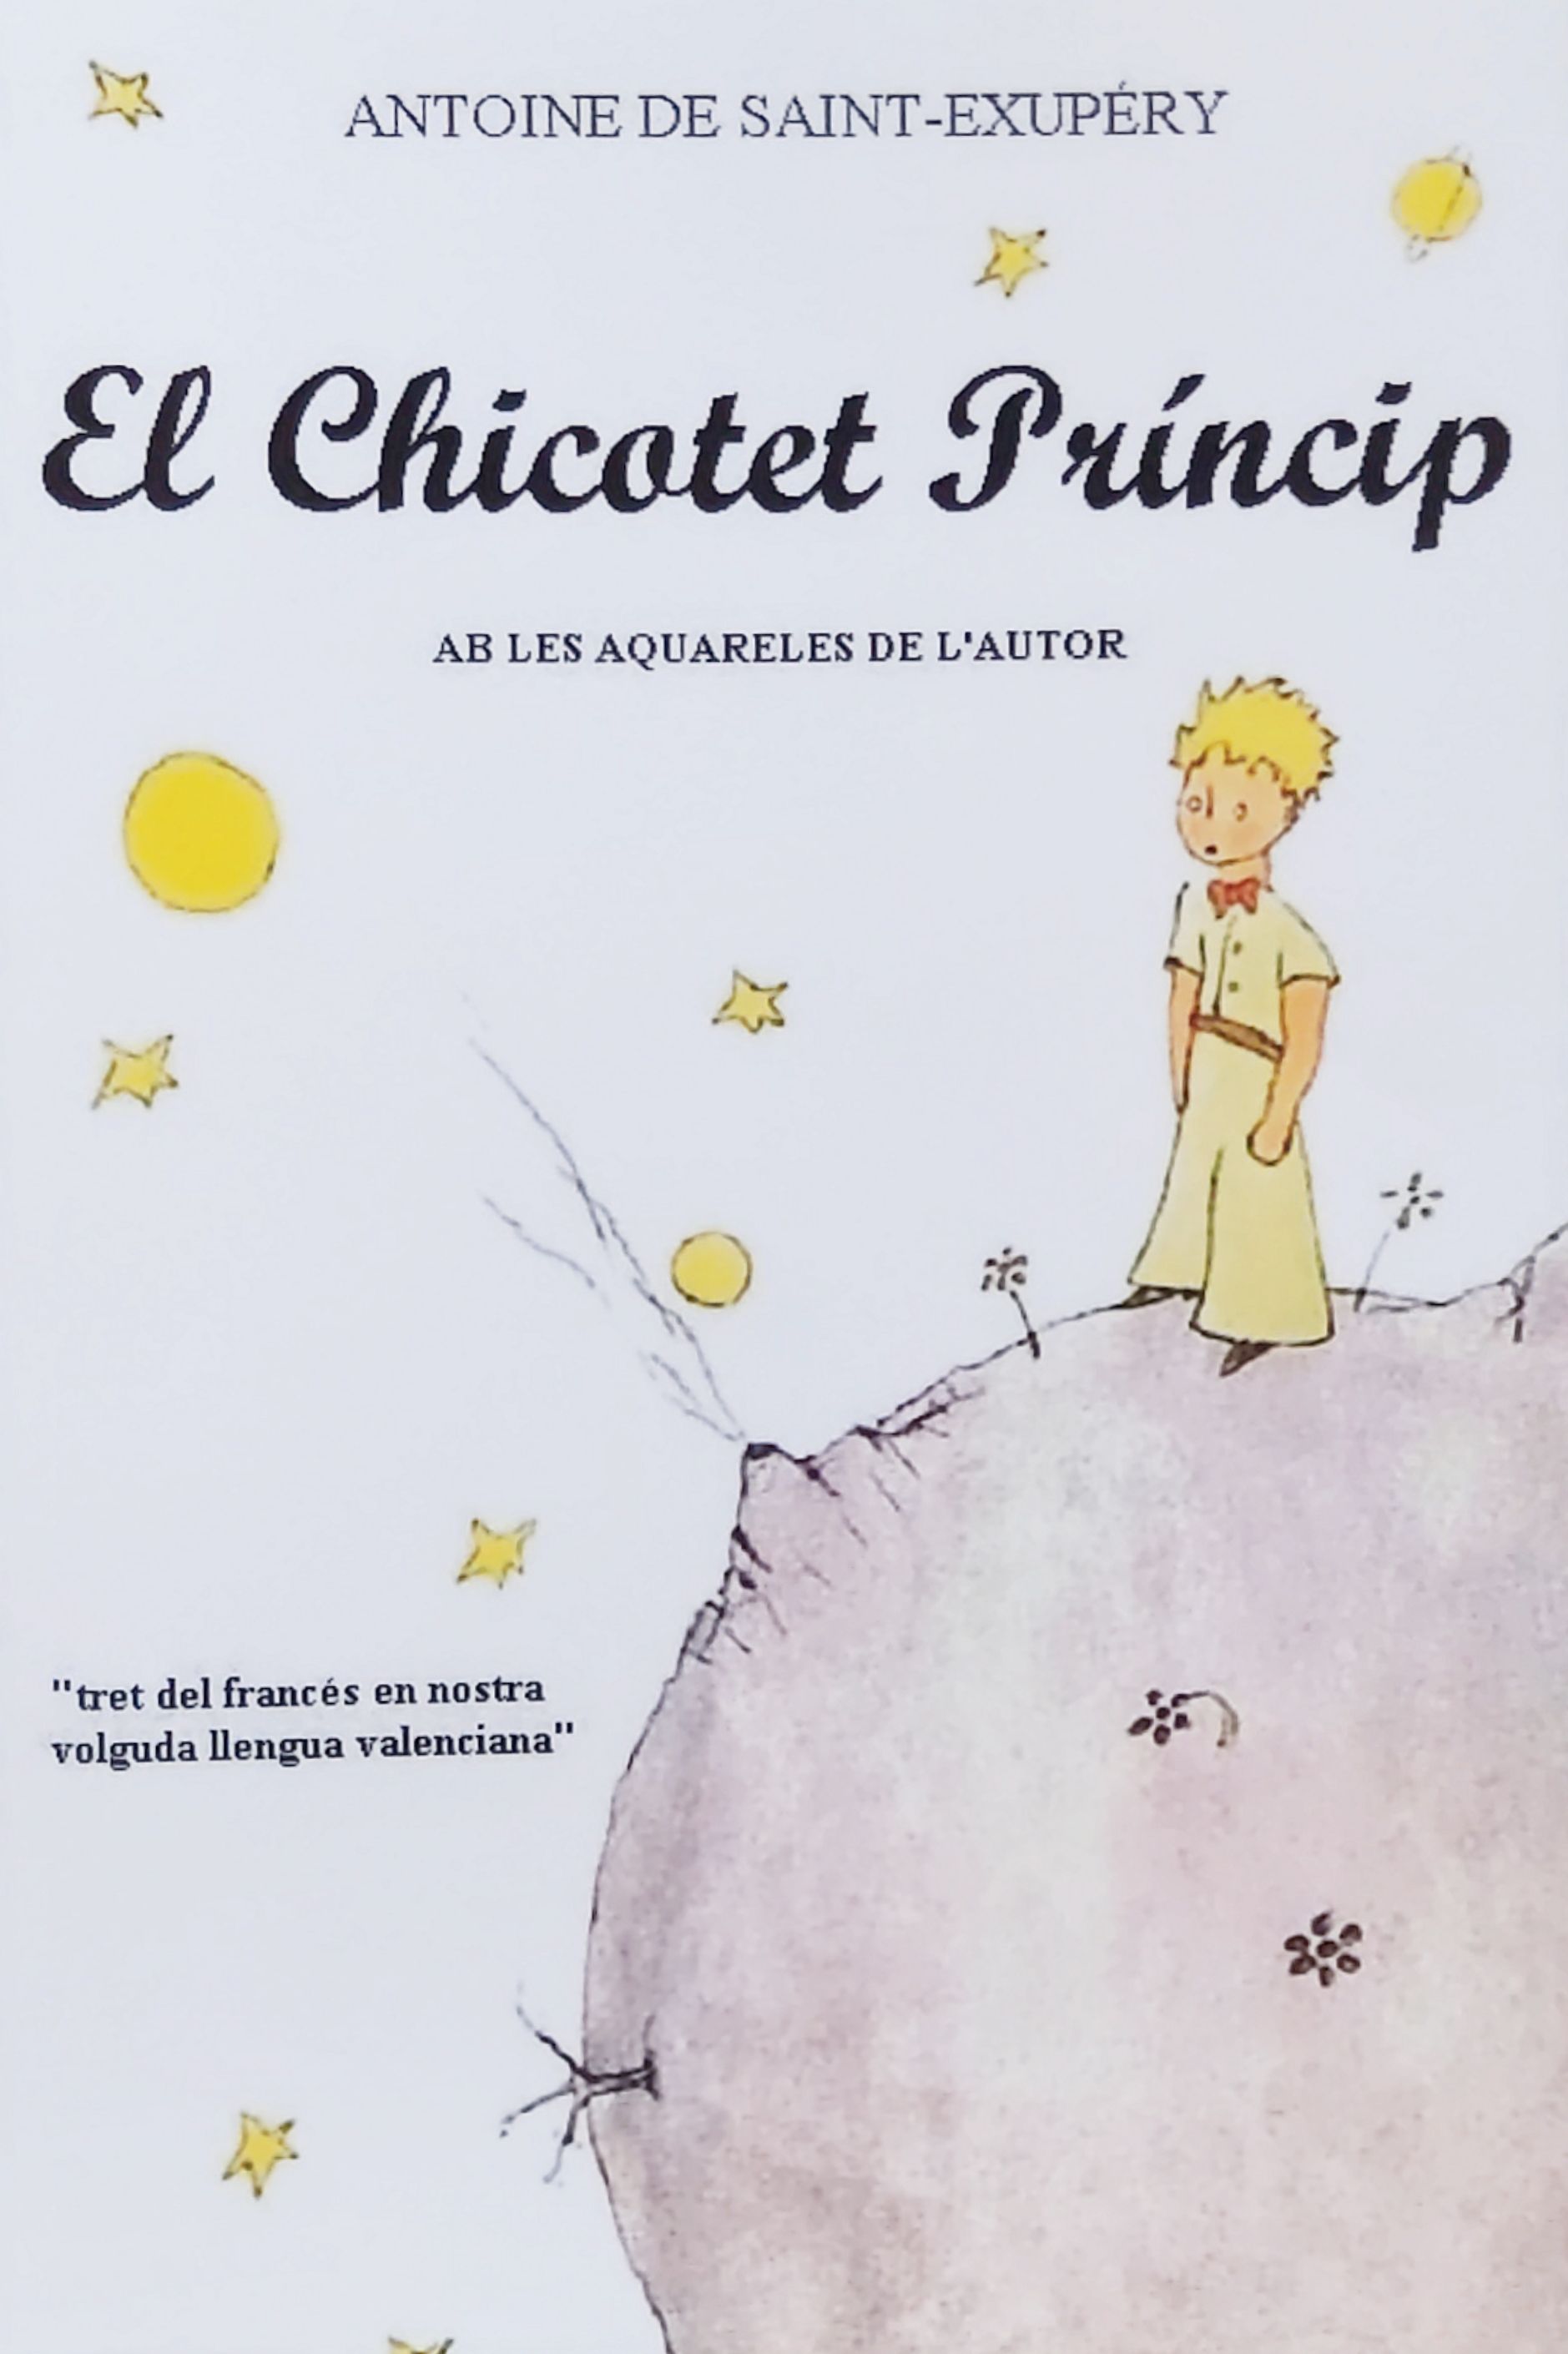 ANTOINE DE SAINT-EXUPÉRY
El Chicotet Príncip
AB LES AQUARELES DE L'AUTOR
"tret del francés en nostra
volguda llengua valenciana"